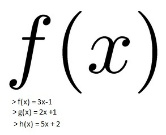 f(x)
> f(x) = 3x-1
> g(x) = 2x +1
> h(x) = 5x + 2